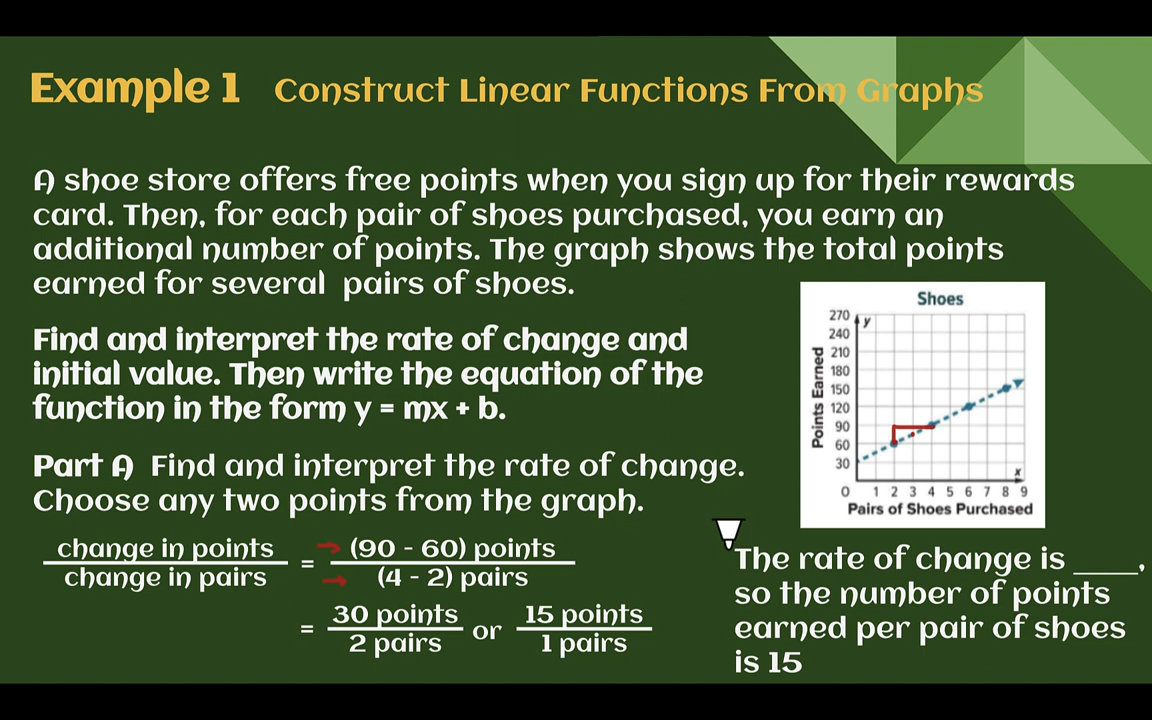 Example 1 Construct Linear Functions From Graphs
A shoe store offers free points when you sign up for their rewards
card. Then, for each pair of shoes purchased, you earn an
additional number of points. The graph shows the total points
earned for several pairs of shoes.
Find and interpret the rate of change and
initial value. Then write the equation of the
function in the form y = mx + b.
Part A Find and interpret the rate of change.
Choose any two points from the graph.
change in points
change in pairs
= (90 - 60) points
(4 - 2) pairs
= 30 points
2 pairs
or
15 points
1 pairs
Shoes
Points Earned
270
240
210
180
150
120
90
60
30
y
x
0 1 2 3 4 5 6 7 8 9
Pairs of Shoes Purchased
The rate of change is ____,
so the number of points
earned per pair of shoes
is 15